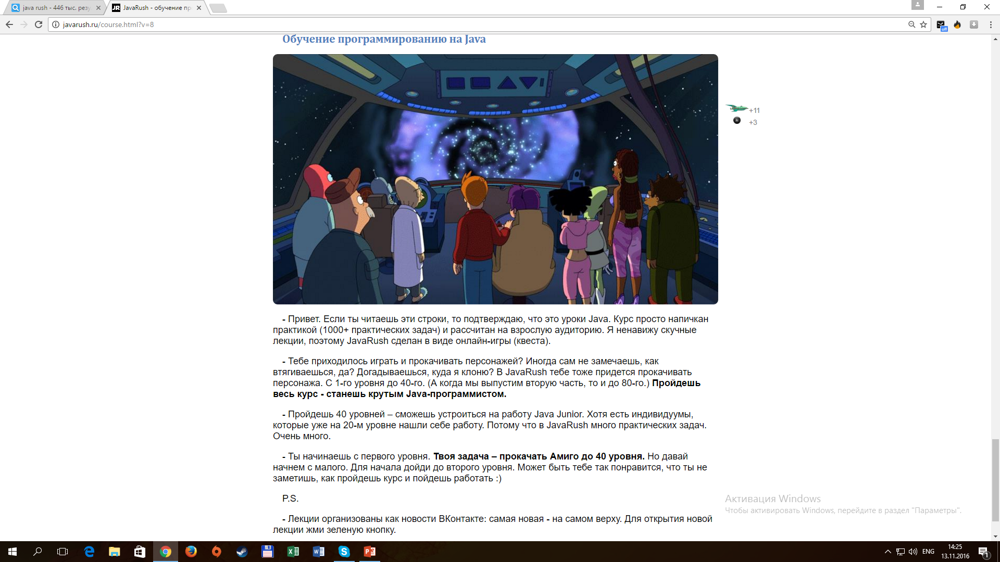 java rush - 446 тыс. резу
JavaRush - обучение пр
javarush.ru/course.html?v=8
off
Обучение программированию на Java
+11
+3
- Привет. Если ты читаешь эти строки, то подтверждаю, что это уроки Java. Курс просто напичкан
практикой (1000+ практических задач) и рассчитан на взрослую аудиторию. Я ненавижу скучные
лекции, поэтому JavaRush сделан в виде онлайн-игры (квеста).
- Тебе приходилось играть и прокачивать персонажей? Иногда сам не замечаешь, как
втягиваешься, да? Догадываешься, куда я клоню? В JavaRush тебе тоже придется прокачивать
персонажа. С 1-го уровня до 40-го. (А когда мы выпустим вторую часть, то и до 80-го.) Пройдешь
весь курс - станешь крутым Java-программистом.
- Пройдешь 40 уровней – сможешь устроиться на работу Java Junior. Хотя есть индивидуумы,
которые уже на 20-м уровне нашли себе работу. Потому что в JavaRush много практических задач.
Очень много.
- Ты начинаешь с первого уровня. Твоя задача – прокачать Амиго до 40 уровня. Но давай
начнем с малого. Для начала дойди до второго уровня. Может быть тебе так понравится, что ты не
заметишь, как пройдешь курс и пойдешь работать :)
P.S.
- Лекции организованы как новости ВКонтакте: самая новая - на самом верху. Для открытия новой
лекции жми зеленую кнопку.
Активация Windows
Чтобы активировать Windows, перейдите в раздел "Параметры".
ENG
14:25
13.11.2016
1